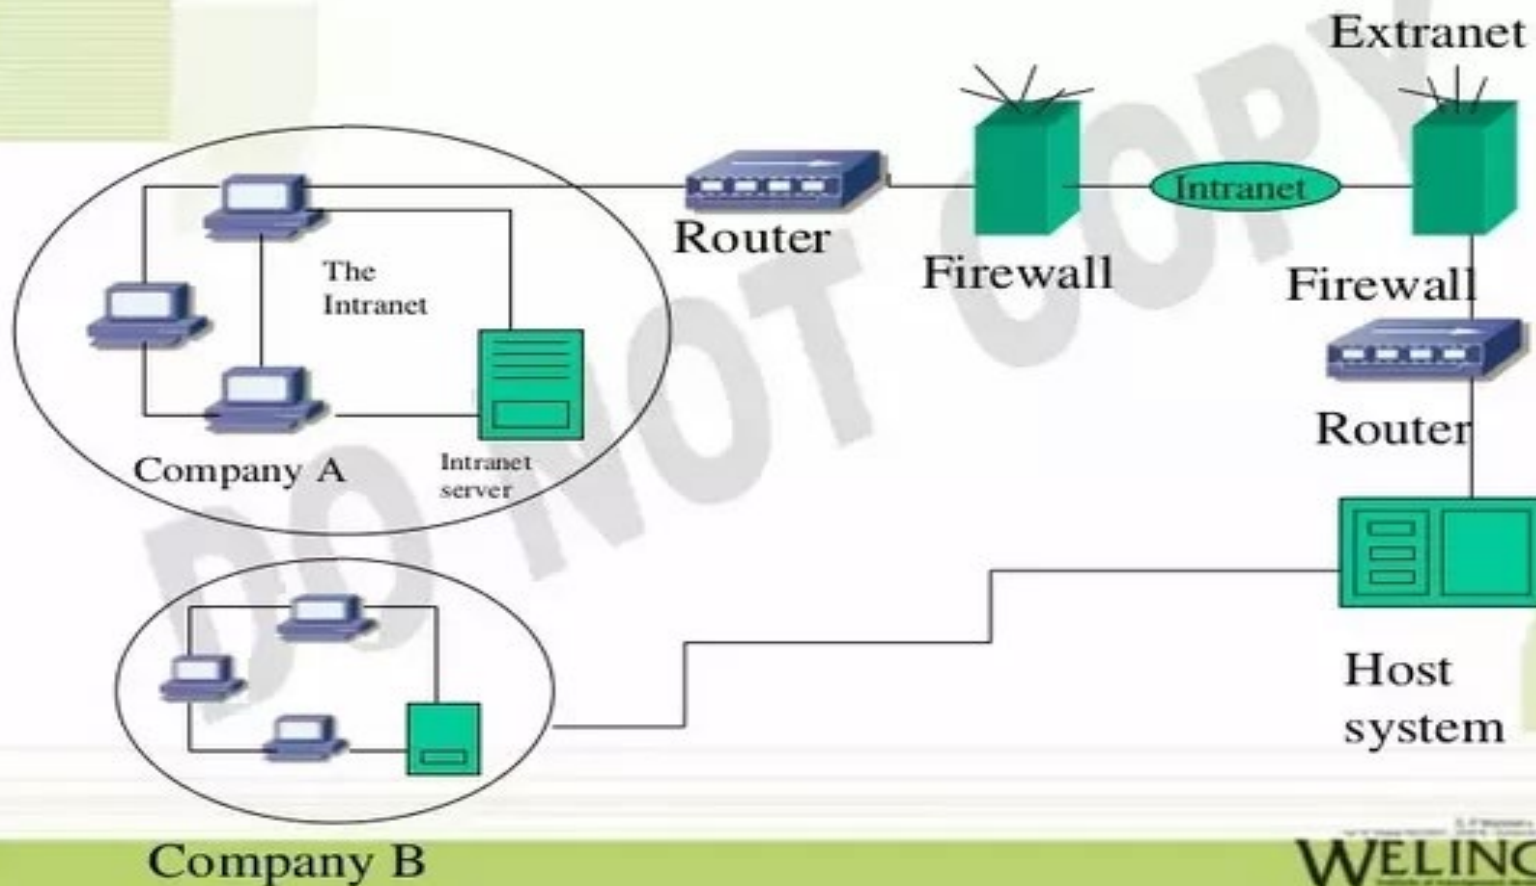 Extranet
Intranet
Router
Firewall
Firewall
The
Intranet
Router
Company A
Intranet
server
Host
system
Company B
DO NOT COPY
WELING